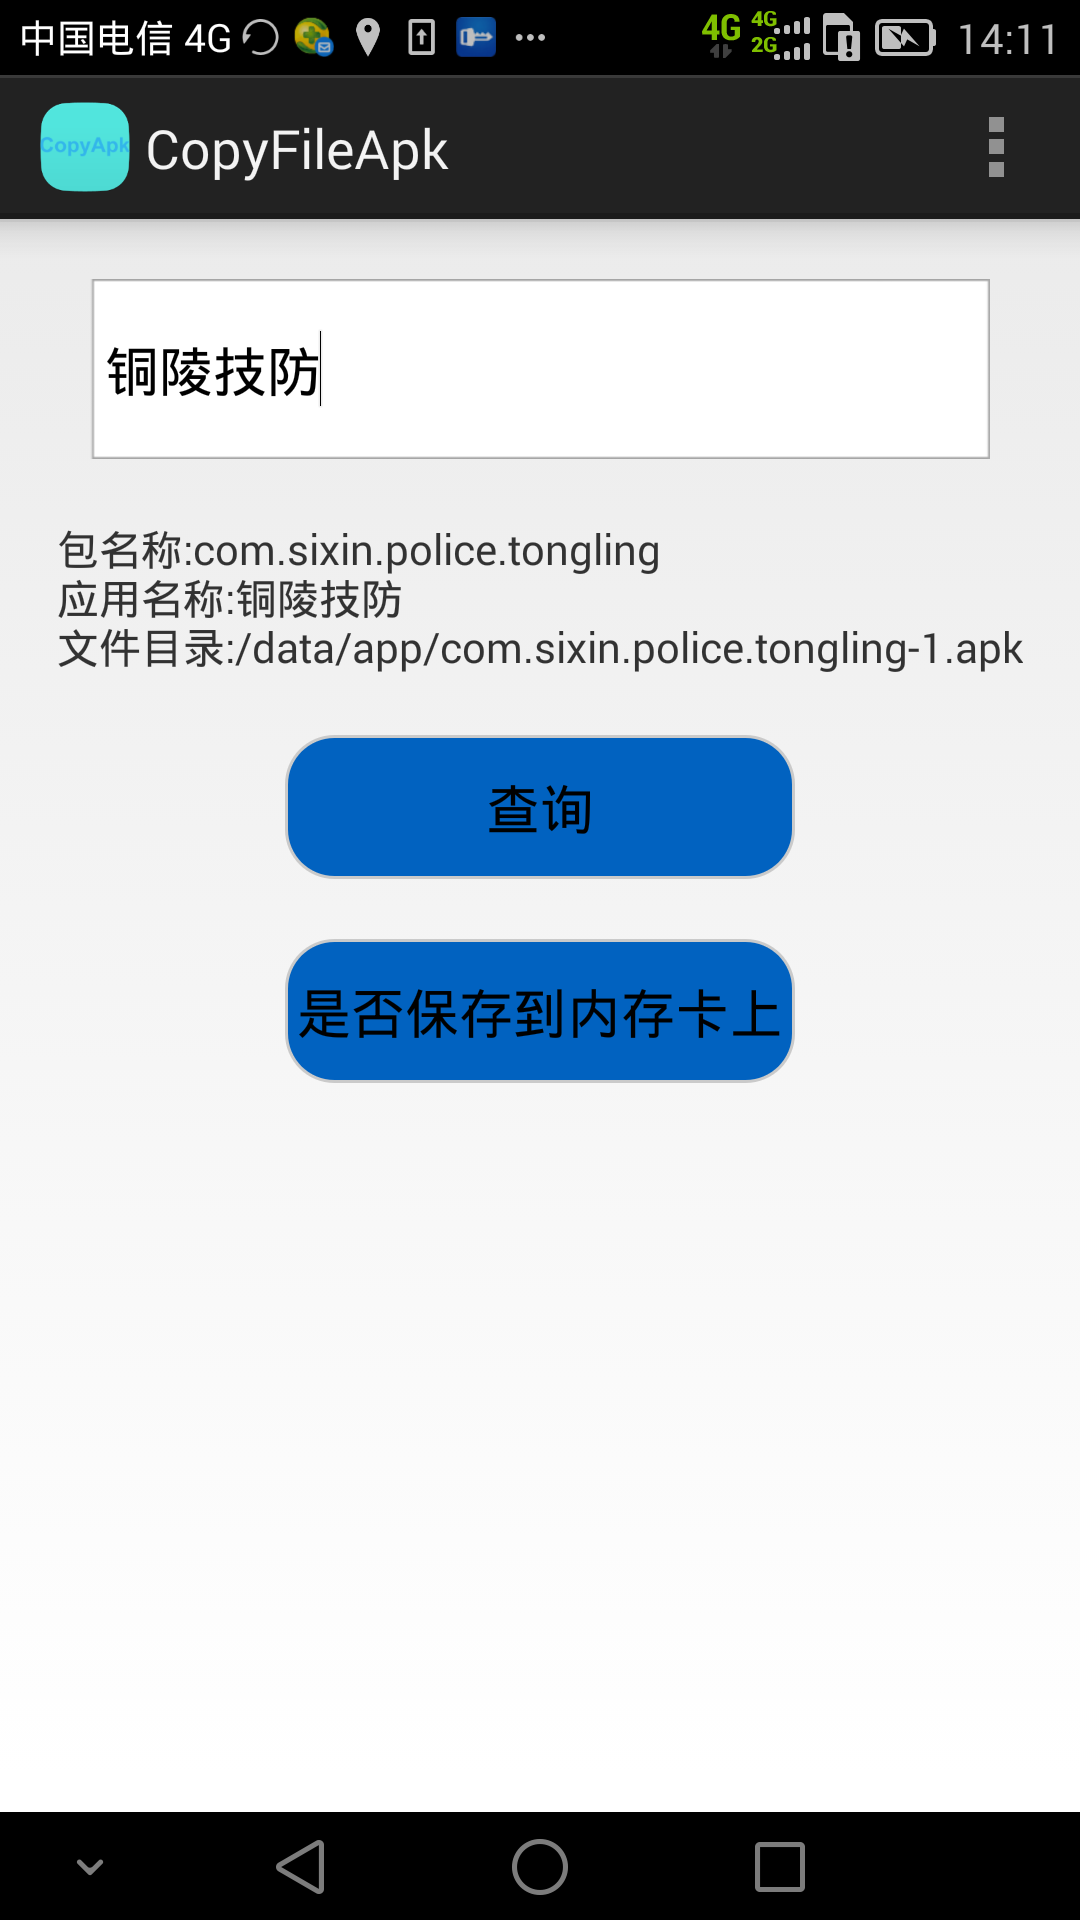 中国电信 4G
4G
4G
2G
14:11
CopyApk
CopyFileApk
铜陵技防
包名称:com.sixin.police.tongling
应用名称:铜陵技防
文件目录:/data/app/com.sixin.police.tongling-1.apk
查询
是否保存到内存卡上